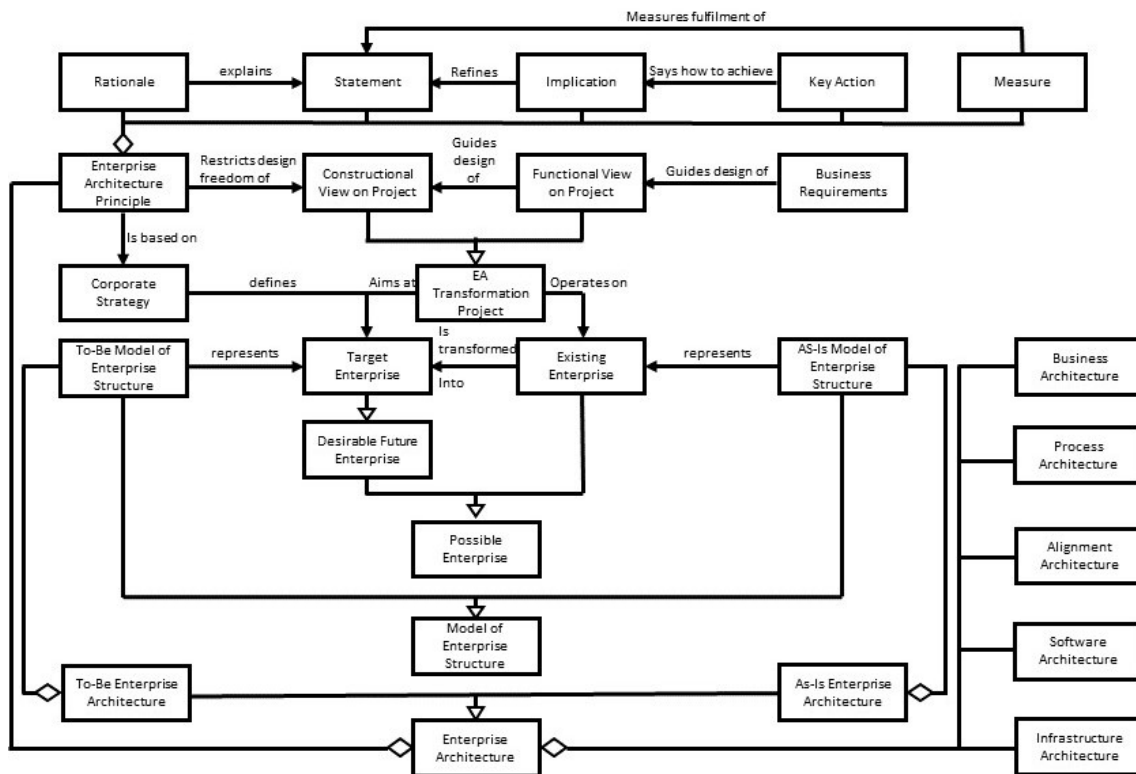 Measures fulfilment of
Rationale
explains
Statement
Refines
Implication
Says how to achieve
Key Action
Measure
Enterprise
Architecture
Principle
Restricts design
freedom of
Constructional
View on Project
Guides
design
of
Functional View
on Project
Guides design of
Business
Requirements
Is based on
Corporate
Strategy
defines
Aims at
EA
Transformation
Project
Operates on
To-Be Model of
Enterprise
Structure
represents
Target
Enterprise
Is
transformed
Into
Existing
Enterprise
represents
AS-Is Model of
Enterprise
Structure
Business
Architecture
Desirable Future
Enterprise
Process
Architecture
Possible
Enterprise
Alignment
Architecture
Model of
Enterprise
Structure
Software
Architecture
To-Be Enterprise
Architecture
As-Is Enterprise
Architecture
Enterprise
Architecture
Infrastructure
Architecture